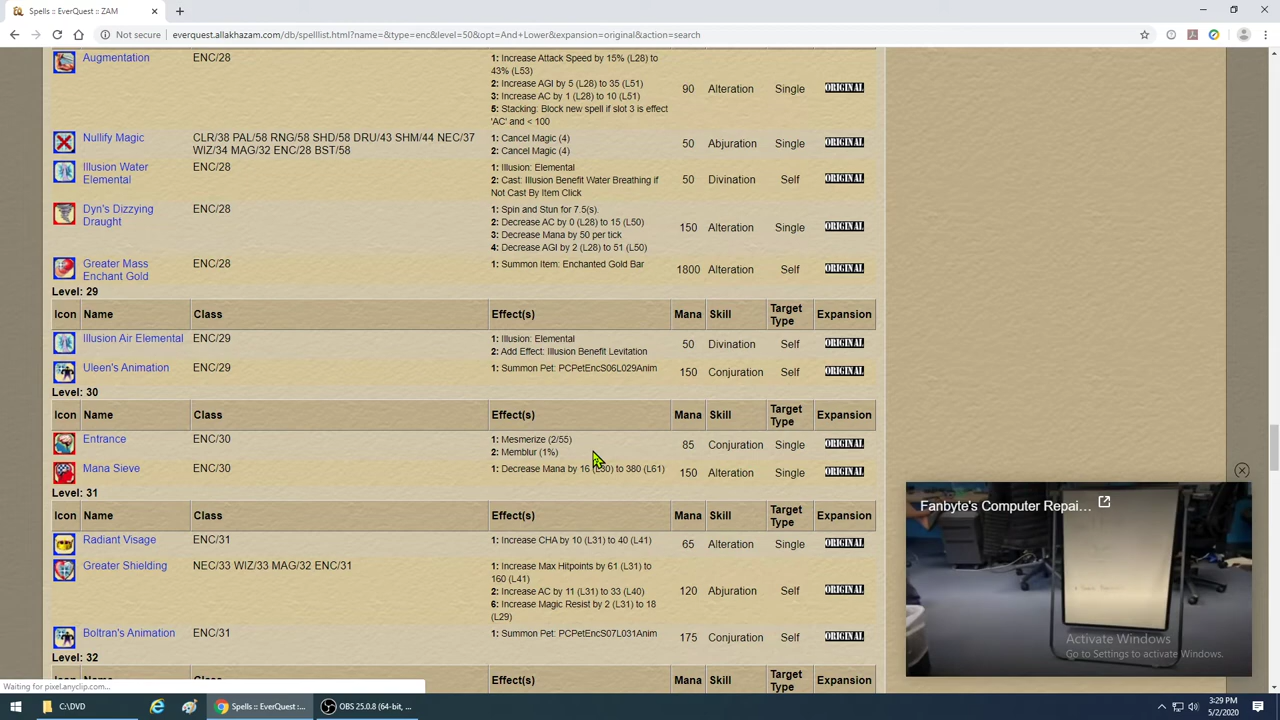 Spells :: EverQuest :: ZAM
Not secure | everquest.allakhazam.com/db/spelllist.html?name=&type=enc&level=50&opt=And+Lower&expansion=original&action=search
Augmentation ENC/28 1: Increase Attack Speed by 15% (L28) to 43% (L53)
2: Increase AGI by 5 (L28) to 35 (L51)
3: Increase AC by 1 (L28) to 10 (L51)
5: Stacking: Block new spell if slot 3 is effect 'AC' and < 100 90 Alteration Single ORIGINAL
Nullify Magic CLR/38 PAL/58 RNG/58 SHD/58 DRU/43 SHM/44 NEC/37
WIZ/34 MAG/32 ENC/28 BST/58 1: Cancel Magic (4)
2: Cancel Magic (4) 50 Abjuration Single ORIGINAL
Illusion Water Elemental ENC/28 1: Illusion: Elemental
2: Cast: Illusion Benefit Water Breathing if Not Cast By Item Click 50 Divination Self ORIGINAL
Dyn's Dizzying Draught ENC/28 1: Spin and Stun for 7.5(s).
2: Decrease AC by 0 (L28) to 15 (L50)
3: Decrease Mana by 50 per tick
4: Decrease AGI by 2 (L28) to 51 (L50) 150 Alteration Single ORIGINAL
Greater Mass Enchant Gold ENC/28 1: Summon Item: Enchanted Gold Bar 1800 Alteration Self ORIGINAL
Level: 29
Icon Name Class Effect(s) Mana Skill Target Type Expansion
Illusion Air Elemental ENC/29 1: Illusion: Elemental
2: Add Effect: Illusion Benefit Levitation 50 Divination Self ORIGINAL
Uleen's Animation ENC/29 1: Summon Pet: PCPetEncS06L029Anim 150 Conjuration Self ORIGINAL
Level: 30
Icon Name Class Effect(s) Mana Skill Target Type Expansion
Entrance ENC/30 1: Mesmerize (2/55)
2: Memblur (1%) 85 Conjuration Single ORIGINAL
Mana Sieve ENC/30 1: Decrease Mana by 16 (L30) to 380 (L61) 150 Alteration Single ORIGINAL
Level: 31
Icon Name Class Effect(s) Mana Skill Target Type Expansion
Radiant Visage ENC/31 1: Increase CHA by 10 (L31) to 40 (L41) 65 Alteration Single ORIGINAL
Greater Shielding NEC/33 WIZ/33 MAG/32 ENC/31 1: Increase Max Hitpoints by 61 (L31) to 160 (L41)
2: Increase AC by 11 (L31) to 33 (L40)
6: Increase Magic Resist by 2 (L31) to 18 (L29) 120 Abjuration Self ORIGINAL
Boltran's Animation ENC/31 1: Summon Pet: PCPetEncS07L031Anim 175 Conjuration Self ORIGINAL
Level: 32
Icon Name Class Effect(s) Mana Skill Target Expansion
Fanbyte's Computer Repai...
Activate Windows
Go to Settings to activate Windows.
Waiting for pixel.anyclip.com...
C:\DVD
Spells :: EverQuest :...
OBS 25.0.8 (64-bit, ...
3:29 PM
5/2/2020